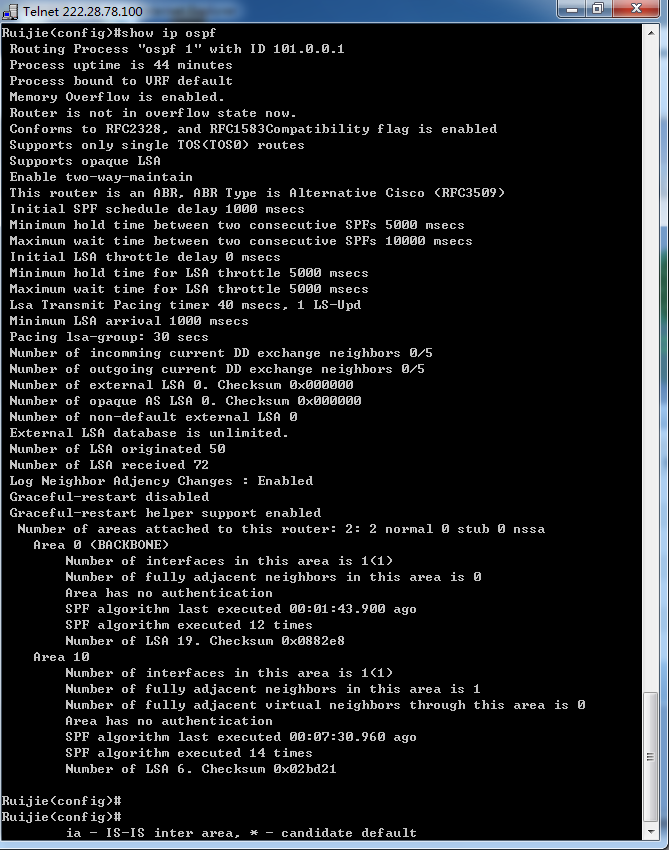 Telnet 222.28.78.100
Ruijie(config)#show ip ospf
Routing Process "ospf 1" with ID 101.0.0.1
Process uptime is 44 minutes
Process bound to VRF default
Memory Overflow is enabled.
Router is not in overflow state now.
Conforms to RFC2328, and RFC1583Compatibility flag is enabled
Supports only single TOS(TOS0) routes
Supports opaque LSA
Enable two-way-maintain
This router is an ABR, ABR Type is Alternative Cisco (RFC3509)
Initial SPF schedule delay 1000 msecs
Minimum hold time between two consecutive SPFs 5000 msecs
Maximum wait time between two consecutive SPFs 10000 msecs
Initial LSA throttle delay 0 msecs
Minimum hold time for LSA throttle 5000 msecs
Maximum wait time for LSA throttle 5000 msecs
Lsa Transmit Pacing timer 40 msecs, 1 LS-Upd
Minimum LSA arrival 1000 msecs
Pacing lsa-group: 30 secs
Number of incomming current DD exchange neighbors 0/5
Number of outgoing current DD exchange neighbors 0/5
Number of external LSA 0. Checksum 0x000000
Number of opaque AS LSA 0. Checksum 0x000000
Number of non-default external LSA 0
External LSA database is unlimited.
Number of LSA originated 50
Number of LSA received 72
Log Neighbor Adjency Changes : Enabled
Graceful-restart disabled
Graceful-restart helper support enabled
Number of areas attached to this router: 2: 2 normal 0 stub 0 nssa
Area 0 (BACKBONE)
Number of interfaces in this area is 1(1)
Number of fully adjacent neighbors in this area is 0
Area has no authentication
SPF algorithm last executed 00:01:43.900 ago
SPF algorithm executed 12 times
Number of LSA 19. Checksum 0x0882e8
Area 10
Number of interfaces in this area is 1(1)
Number of fully adjacent neighbors in this area is 1
Number of fully adjacent virtual neighbors through this area is 0
Area has no authentication
SPF algorithm last executed 00:07:30.960 ago
SPF algorithm executed 14 times
Number of LSA 6. Checksum 0x02bd21
Ruijie(config)#
Ruijie(config)#
ia - IS-IS inter area, * - candidate default